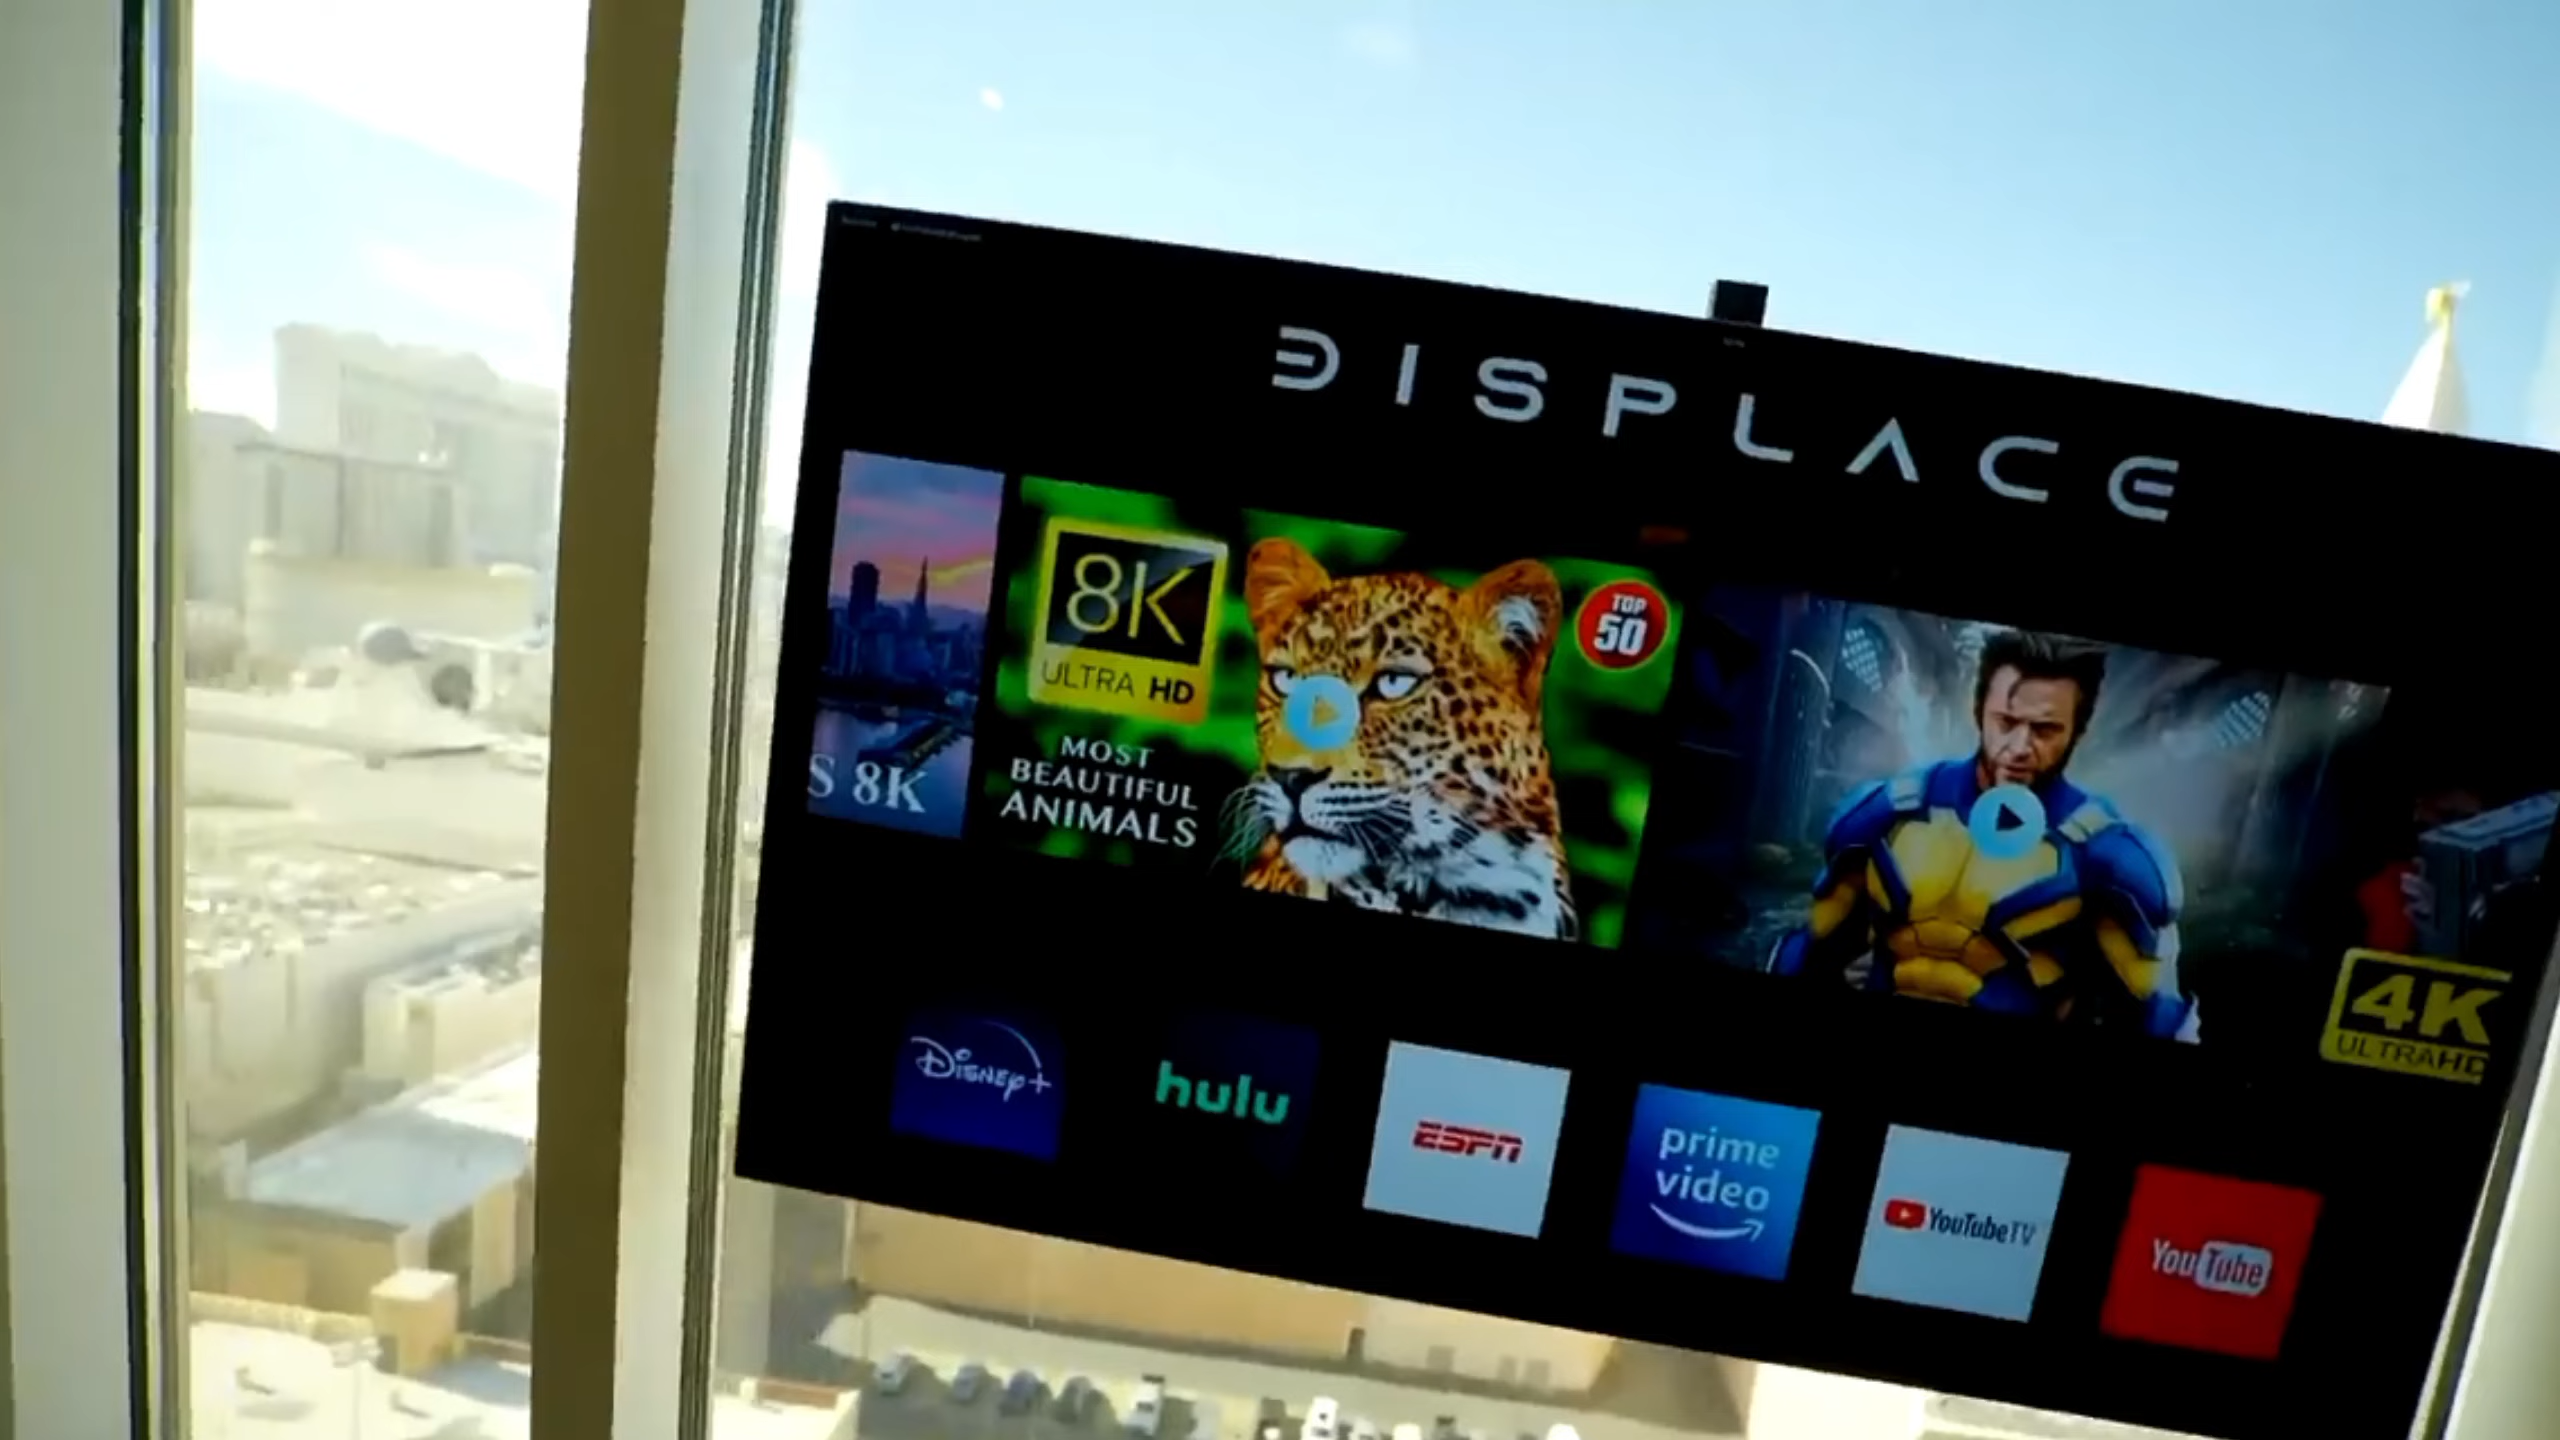 DISPLACE
8K
ULTRA HD
MOST
BEAUTIFUL
ANIMALS
TOP
50
S 8K
4K
ULTRAHD
Disney+
hulu
ESPN
prime
video
YouTubeTV
YouTube